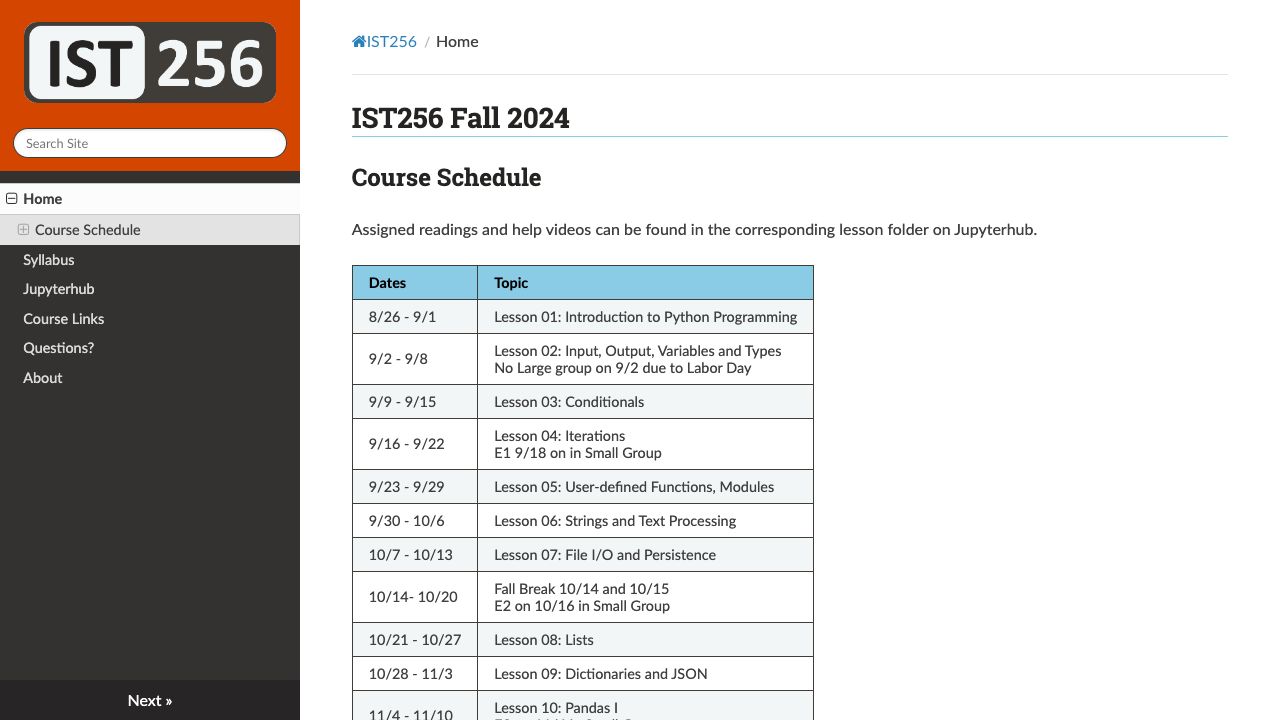 IST 256
Search Site
Home
Course Schedule
Syllabus
Jupyterhub
Course Links
Questions?
About
Next »
IST256 / Home
IST256 Fall 2024
Course Schedule
Assigned readings and help videos can be found in the corresponding lesson folder on Jupyterhub.
Dates Topic
8/26 - 9/1 Lesson 01: Introduction to Python Programming
9/2 - 9/8 Lesson 02: Input, Output, Variables and Types
No Large group on 9/2 due to Labor Day
9/9 - 9/15 Lesson 03: Conditionals
9/16 - 9/22 Lesson 04: Iterations
E1 9/18 on in Small Group
9/23 - 9/29 Lesson 05: User-defined Functions, Modules
9/30 - 10/6 Lesson 06: Strings and Text Processing
10/7 - 10/13 Lesson 07: File I/O and Persistence
10/14- 10/20 Fall Break 10/14 and 10/15
E2 on 10/16 in Small Group
10/21 - 10/27 Lesson 08: Lists
10/28 - 11/3 Lesson 09: Dictionaries and JSON
11/4 - 11/10 Lesson 10: Pandas I